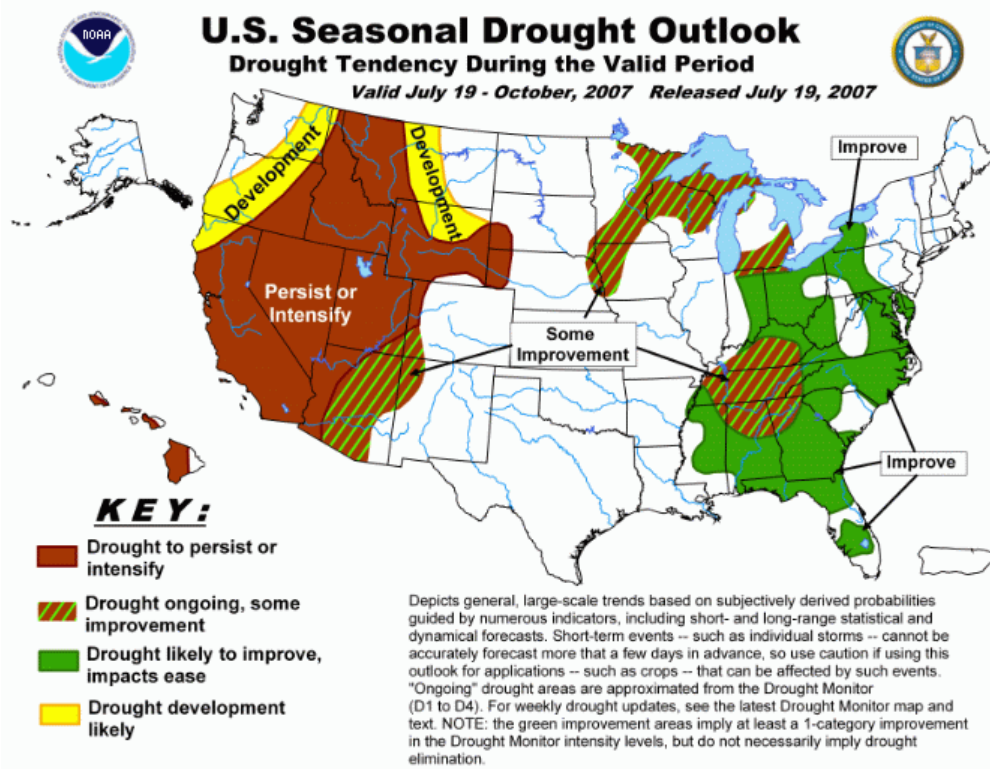 NOAA
U.S. Seasonal Drought Outlook
Drought Tendency During the Valid Period
Valid July 19 - October, 2007   Released July 19, 2007
Development
Development
Improve
Persist or
Intensify
Some
Improvement
Improve
KEY:
Drought to persist or
intensify
Drought ongoing, some
improvement
Drought likely to improve,
impacts ease
Drought development
likely
Depicts general, large-scale trends based on subjectively derived probabilities
guided by numerous indicators, including short- and long-range statistical and
dynamical forecasts. Short-term events -- such as individual storms -- cannot be
accurately forecast more that a few days in advance, so use caution if using this
outlook for applications -- such as crops -- that can be affected by such events.
"Ongoing" drought areas are approximated from the Drought Monitor
(D1 to D4). For weekly drought updates, see the latest Drought Monitor map and
text. NOTE: the green improvement areas imply at least a 1-category improvement
in the Drought Monitor intensity levels, but do not necessarily imply drought
elimination.